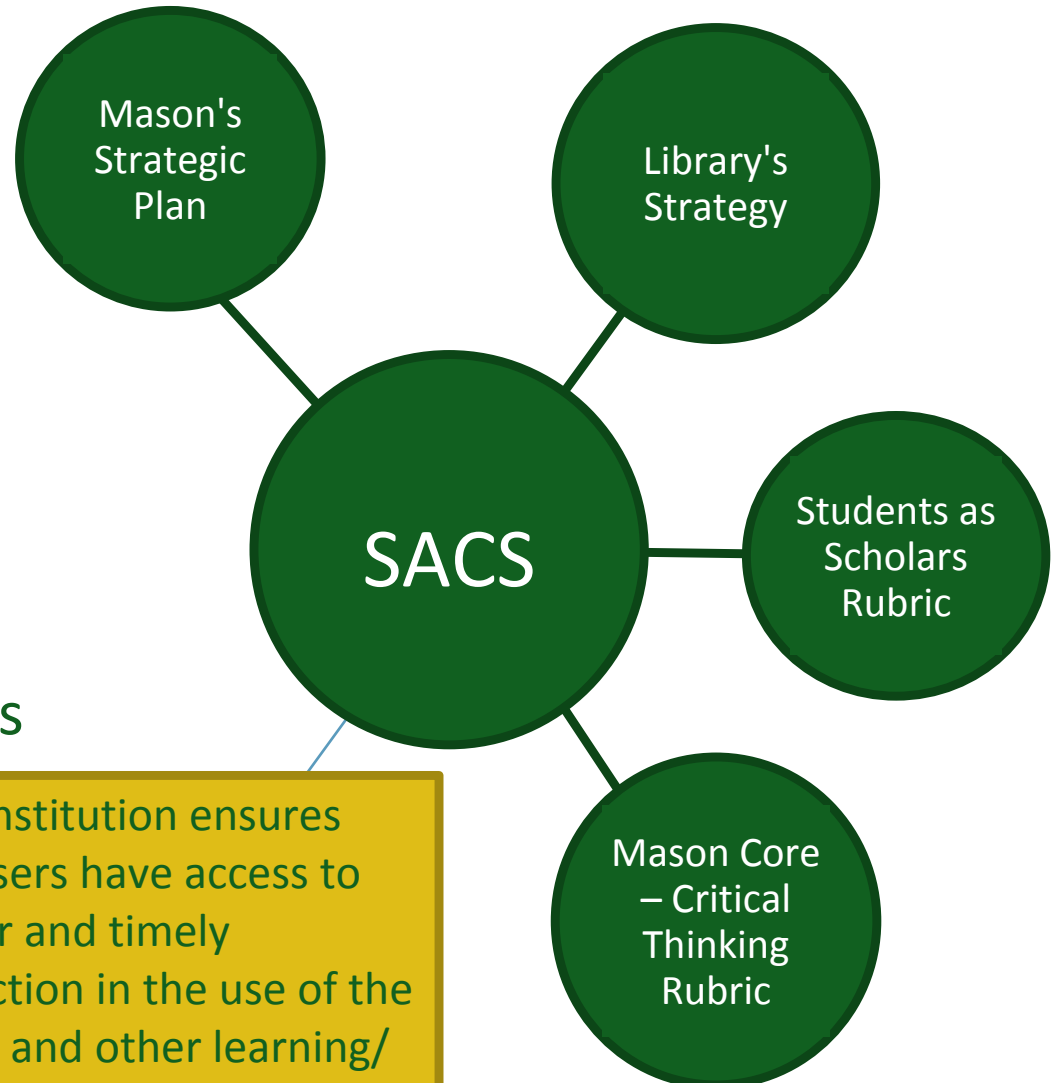 Mason's
Strategic
Plan
Library's
Strategy
SACS
Students as
Scholars
Rubric
Mason Core
– Critical
Thinking
Rubric
ensures
sers have access to
r and timely
ction in the use of the
and other learning/